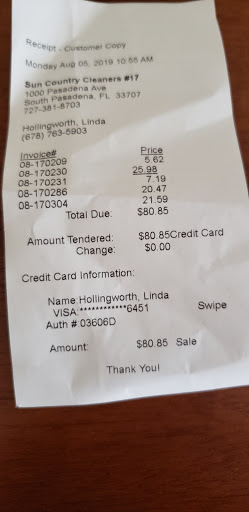 Receipt - Customer Copy
Monday Aug 05, 2019 10:55 AM
Sun Country Cleaners #17
1000 Pasadena Ave
South Pasadena, FL 33707
727-381-8703
Hollingworth, Linda
(678) 763-5903
Invoice# Price
08-170209 5.62
08-170230 25.98
08-170231 7.19
08-170286 20.47
08-170304 21.59
Total Due: $80.85
Amount Tendered: $80.85Credit Card
Change: $0.00
Credit Card Information:
Name:Hollingworth, Linda
VISA:************6451 Swipe
Auth #:03606D
Amount: $80.85 Sale
Thank You!